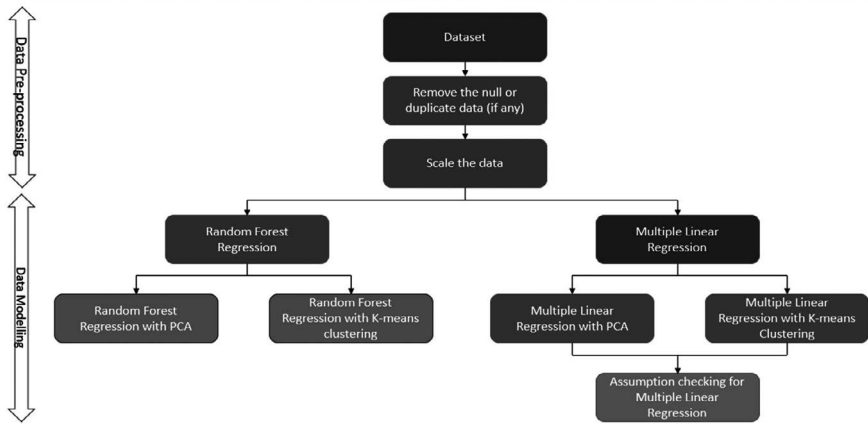 Data Pre-processing
Dataset
Remove the null or
duplicate data (if any)
Scale the data
Data Modelling
Random Forest
Regression
Multiple Linear
Regression
Random Forest
Regression with PCA
Random Forest
Regression with K-means
clustering
Multiple Linear
Regression with PCA
Multiple Linear
Regression with K-means
Clustering
Assumption checking for
Multiple Linear
Regression